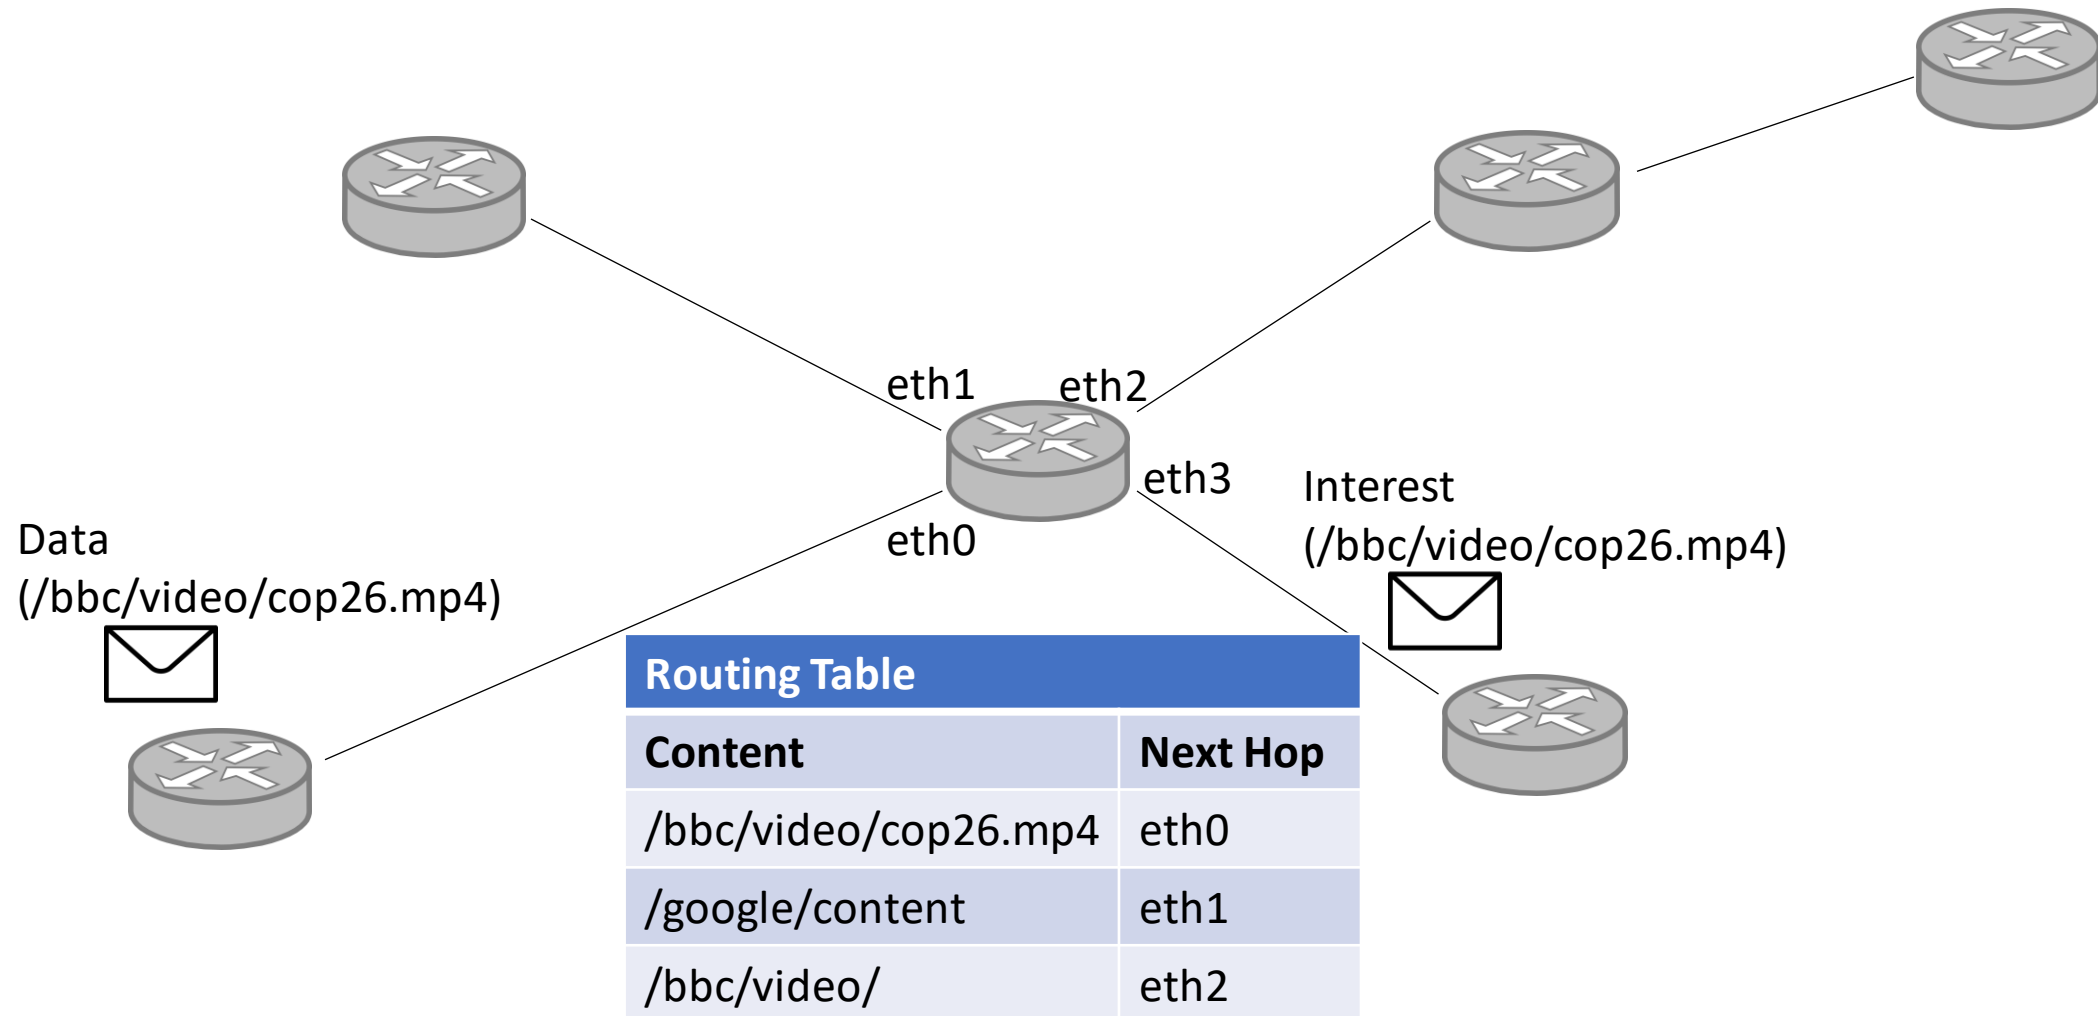 eth1
eth2
eth3
eth0
Interest
(/bbc/video/cop26.mp4)
Data
(/bbc/video/cop26.mp4)
Routing Table
Content Next Hop
/bbc/video/cop26.mp4 eth0
/google/content eth1
/bbc/video/ eth2